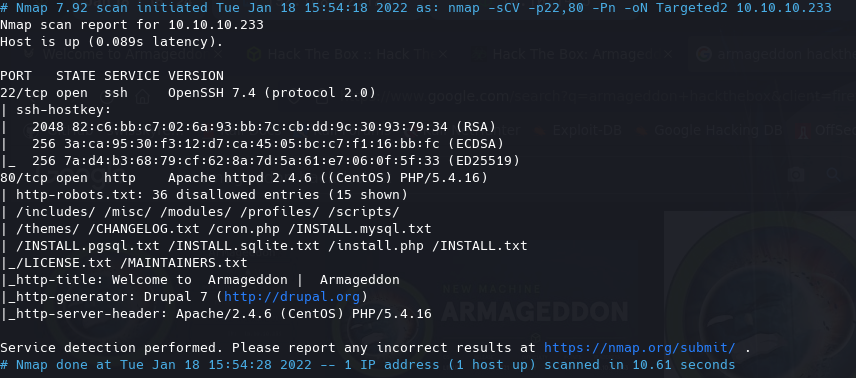 # Nmap 7.92 scan initiated Tue Jan 18 15:54:18 2022 as: nmap -sCV -p22,80 -Pn -oN Targeted2 10.10.10.233
Nmap scan report for 10.10.10.233
Host is up (0.089s latency).

PORT   STATE SERVICE VERSION
22/tcp open  ssh     OpenSSH 7.4 (protocol 2.0)
| ssh-hostkey:
|   2048 82:c6:bb:c7:02:6a:93:bb:7c:cb:dd:9c:30:93:79:34 (RSA)
|   256 3a:ca:95:30:f3:12:d7:ca:45:05:bc:c7:f1:16:bb:fc (ECDSA)
|_  256 7a:d4:b3:68:79:cf:62:8a:7d:5a:61:e7:06:0f:5f:33 (ED25519)
80/tcp open  http    Apache httpd 2.4.6 ((CentOS) PHP/5.4.16)
| http-robots.txt: 36 disallowed entries (15 shown)
| /includes/ /misc/ /modules/ /profiles/ /scripts/
| /themes/ /CHANGELOG.txt /cron.php /INSTALL.mysql.txt
| /INSTALL.pgsql.txt /INSTALL.sqlite.txt /install.php /INSTALL.txt
|_/LICENSE.txt /MAINTAINERS.txt
|_http-title: Welcome to  Armageddon |  Armageddon
|_http-generator: Drupal 7 (http://drupal.org)
|_http-server-header: Apache/2.4.6 (CentOS) PHP/5.4.16
ARMAGEDDON

Service detection performed. Please report any incorrect results at https://nmap.org/submit/ .
# Nmap done at Tue Jan 18 15:54:28 2022 -- 1 IP address (1 host up) scanned in 10.61 seconds